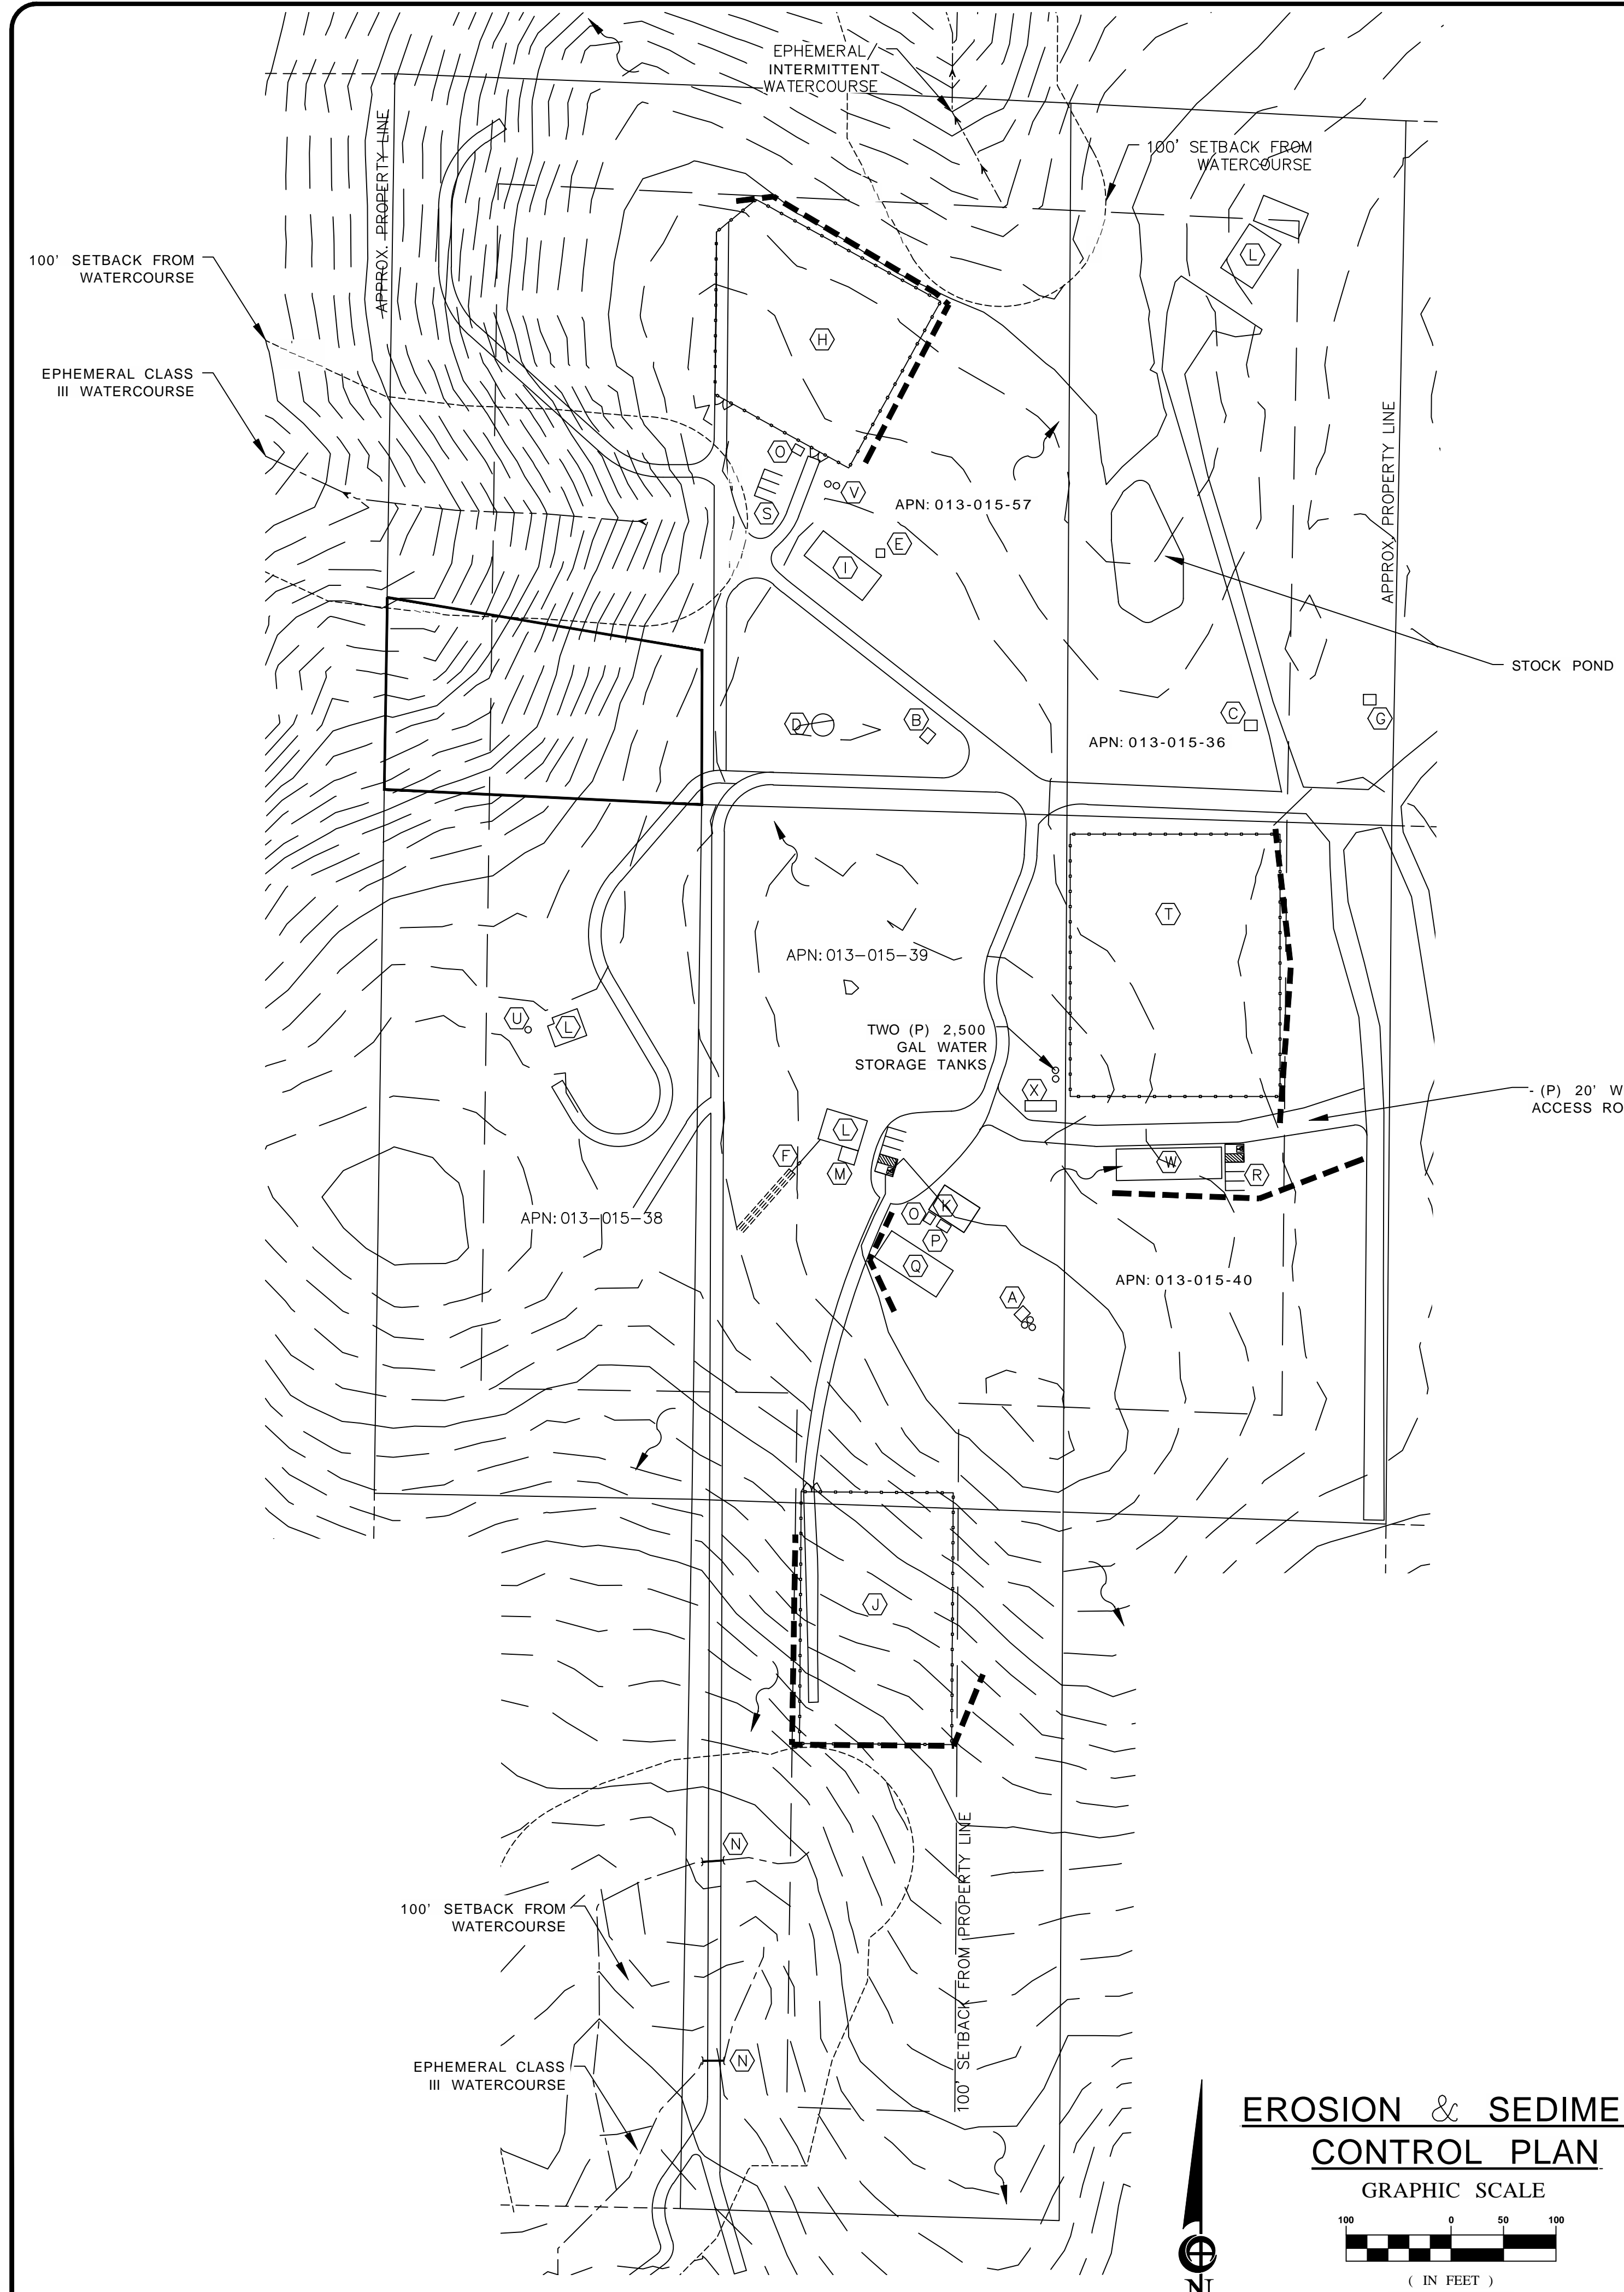 EPHEMERAL/
INTERMITTENT
WATERCOURSE
100' SETBACK FROM
WATERCOURSE
APPROX. PROPERTY LINE
L
100' SETBACK FROM
WATERCOURSE
H
EPHEMERAL CLASS
III WATERCOURSE
APPROX. PROPERTY LINE
O
V
S
APN: 013-015-57
E
I
STOCK POND
D
B
C
G
APN: 013-015-36
T
APN: 013-015-39
U
L
TWO (P) 2,500
GAL WATER
STORAGE TANKS
X
(P) 20' W
ACCESS RO
L
F
M
W
R
K
O
P
APN: 013-015-38
Q
APN: 013-015-40
A
J
N
100' SETBACK FROM PROPERTY LINE
100' SETBACK FROM
WATERCOURSE
EPHEMERAL CLASS
III WATERCOURSE
N
EROSION & SEDIME
CONTROL PLAN
GRAPHIC SCALE
100 0 50 100
( IN FEET )
N